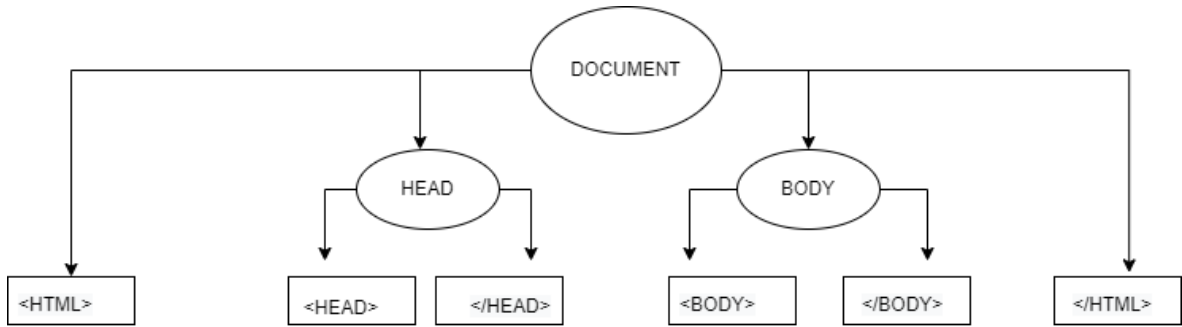 DOCUMENT
HEAD
BODY
<HTML>
<HEAD>
</HEAD>
<BODY>
</BODY>
</HTML>